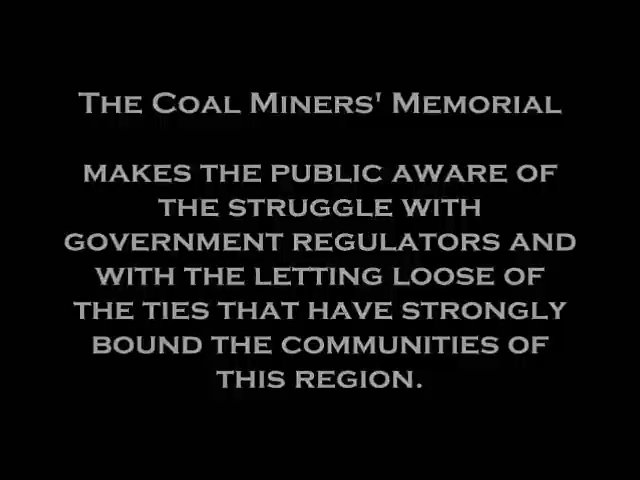 The Coal Miners' Memorial
makes the public aware of
the struggle with
government regulators and
with the letting loose of
the ties that have strongly
bound the communities of
this region.